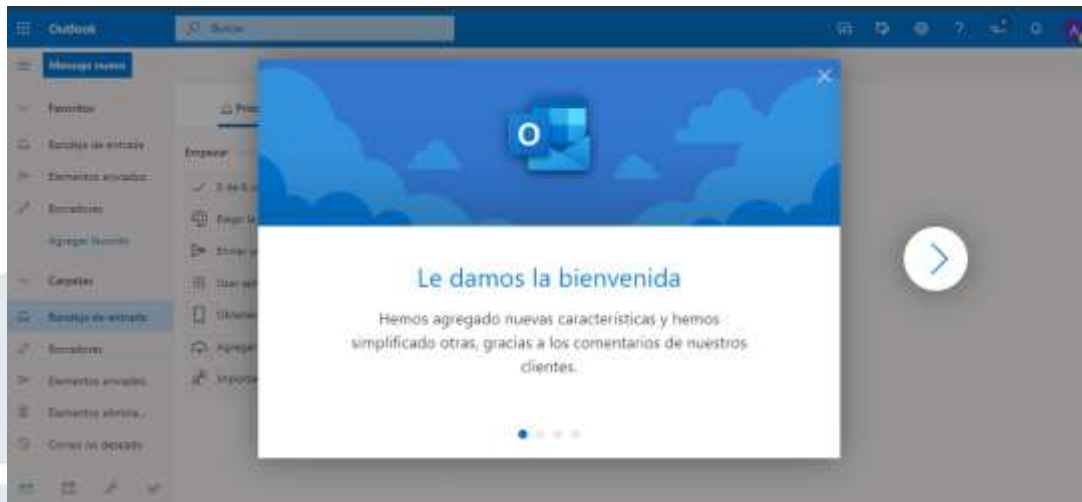 Outlook
Buscar
Mensaje nuevo
Favoritos
Bandeja de entrada
Elementos enviados
Borradores
Agregar favorito
Carpetas
Bandeja de entrada
Borradores
Elementos enviados
Elementos elimina...
Correo no deseado
Empezar
O
Le damos la bienvenida
Hemos agregado nuevas características y hemos
simplificado otras, gracias a los comentarios de nuestros
clientes.